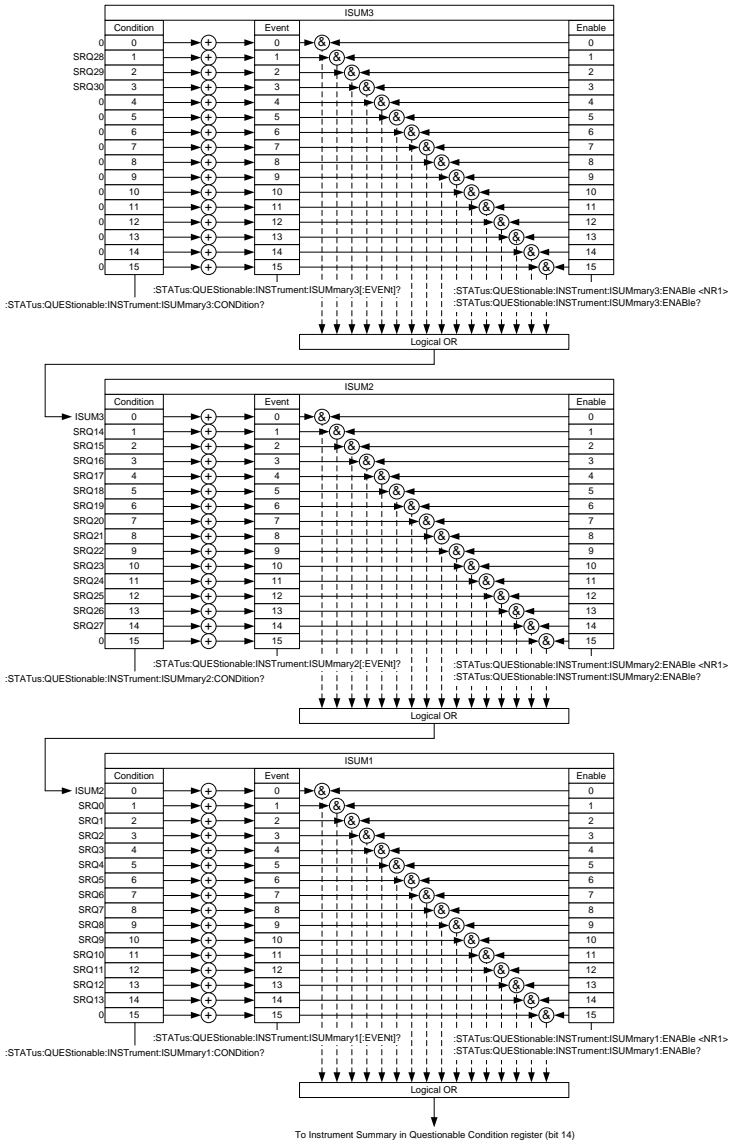 ISUM3
Condition Event Enable
0 0 + 0 & 0
SRQ28 1 + 1 & 1
SRQ29 2 + 2 & 2
SRQ30 3 + 3 & 3
0 4 + 4 & 4
0 5 + 5 & 5
0 6 + 6 & 6
0 7 + 7 & 7
0 8 + 8 & 8
0 9 + 9 & 9
0 10 + 10 & 10
0 11 + 11 & 11
0 12 + 12 & 12
0 13 + 13 & 13
0 14 + 14 & 14
0 15 + 15 & 15
:STATus:QUEStionable:INSTrument:ISUMmary3[:EVENt]? :STATus:QUEStionable:INSTrument:ISUMmary3:ENABle <NR1>
:STATus:QUEStionable:INSTrument:ISUMmary3:CONDition? :STATus:QUEStionable:INSTrument:ISUMmary3:ENABle?
Logical OR
ISUM2
Condition Event Enable
ISUM3 0 + 0 & 0
SRQ14 1 + 1 & 1
SRQ15 2 + 2 & 2
SRQ16 3 + 3 & 3
SRQ17 4 + 4 & 4
SRQ18 5 + 5 & 5
SRQ19 6 + 6 & 6
SRQ20 7 + 7 & 7
SRQ21 8 + 8 & 8
SRQ22 9 + 9 & 9
SRQ23 10 + 10 & 10
SRQ24 11 + 11 & 11
SRQ25 12 + 12 & 12
SRQ26 13 + 13 & 13
SRQ27 14 + 14 & 14
0 15 + 15 & 15
:STATus:QUEStionable:INSTrument:ISUMmary2[:EVENt]? :STATus:QUEStionable:INSTrument:ISUMmary2:ENABle <NR1>
:STATus:QUEStionable:INSTrument:ISUMmary2:CONDition? :STATus:QUEStionable:INSTrument:ISUMmary2:ENABle?
Logical OR
ISUM1
Condition Event Enable
ISUM2 0 + 0 & 0
SRQ0 1 + 1 & 1
SRQ1 2 + 2 & 2
SRQ2 3 + 3 & 3
SRQ3 4 + 4 & 4
SRQ4 5 + 5 & 5
SRQ5 6 + 6 & 6
SRQ6 7 + 7 & 7
SRQ7 8 + 8 & 8
SRQ8 9 + 9 & 9
SRQ9 10 + 10 & 10
SRQ10 11 + 11 & 11
SRQ11 12 + 12 & 12
SRQ12 13 + 13 & 13
SRQ13 14 + 14 & 14
0 15 + 15 & 15
:STATus:QUEStionable:INSTrument:ISUMmary1[:EVENt]? :STATus:QUEStionable:INSTrument:ISUMmary1:ENABle <NR1>
:STATus:QUEStionable:INSTrument:ISUMmary1:CONDition? :STATus:QUEStionable:INSTrument:ISUMmary1:ENABle?
Logical OR
To Instrument Summary in Questionable Condition register (bit 14)